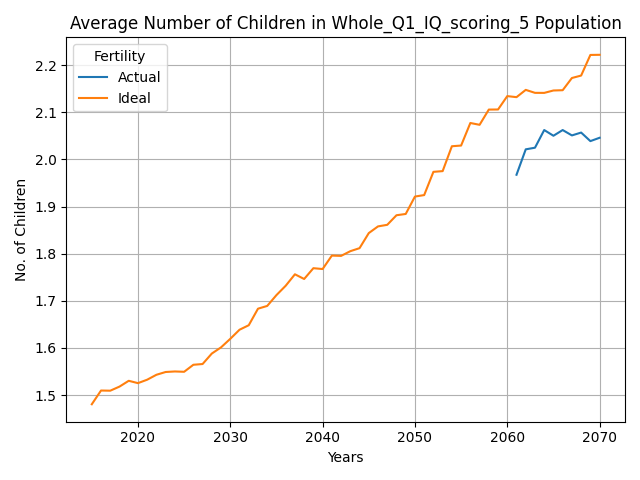 Average Number of Children in Whole_Q1_IQ_scoring_5 Population
Fertility
Actual
Ideal
No. of Children
2.2
2.1
2.0
1.9
1.8
1.7
1.6
1.5
2020 2030 2040 2050 2060 2070
Years